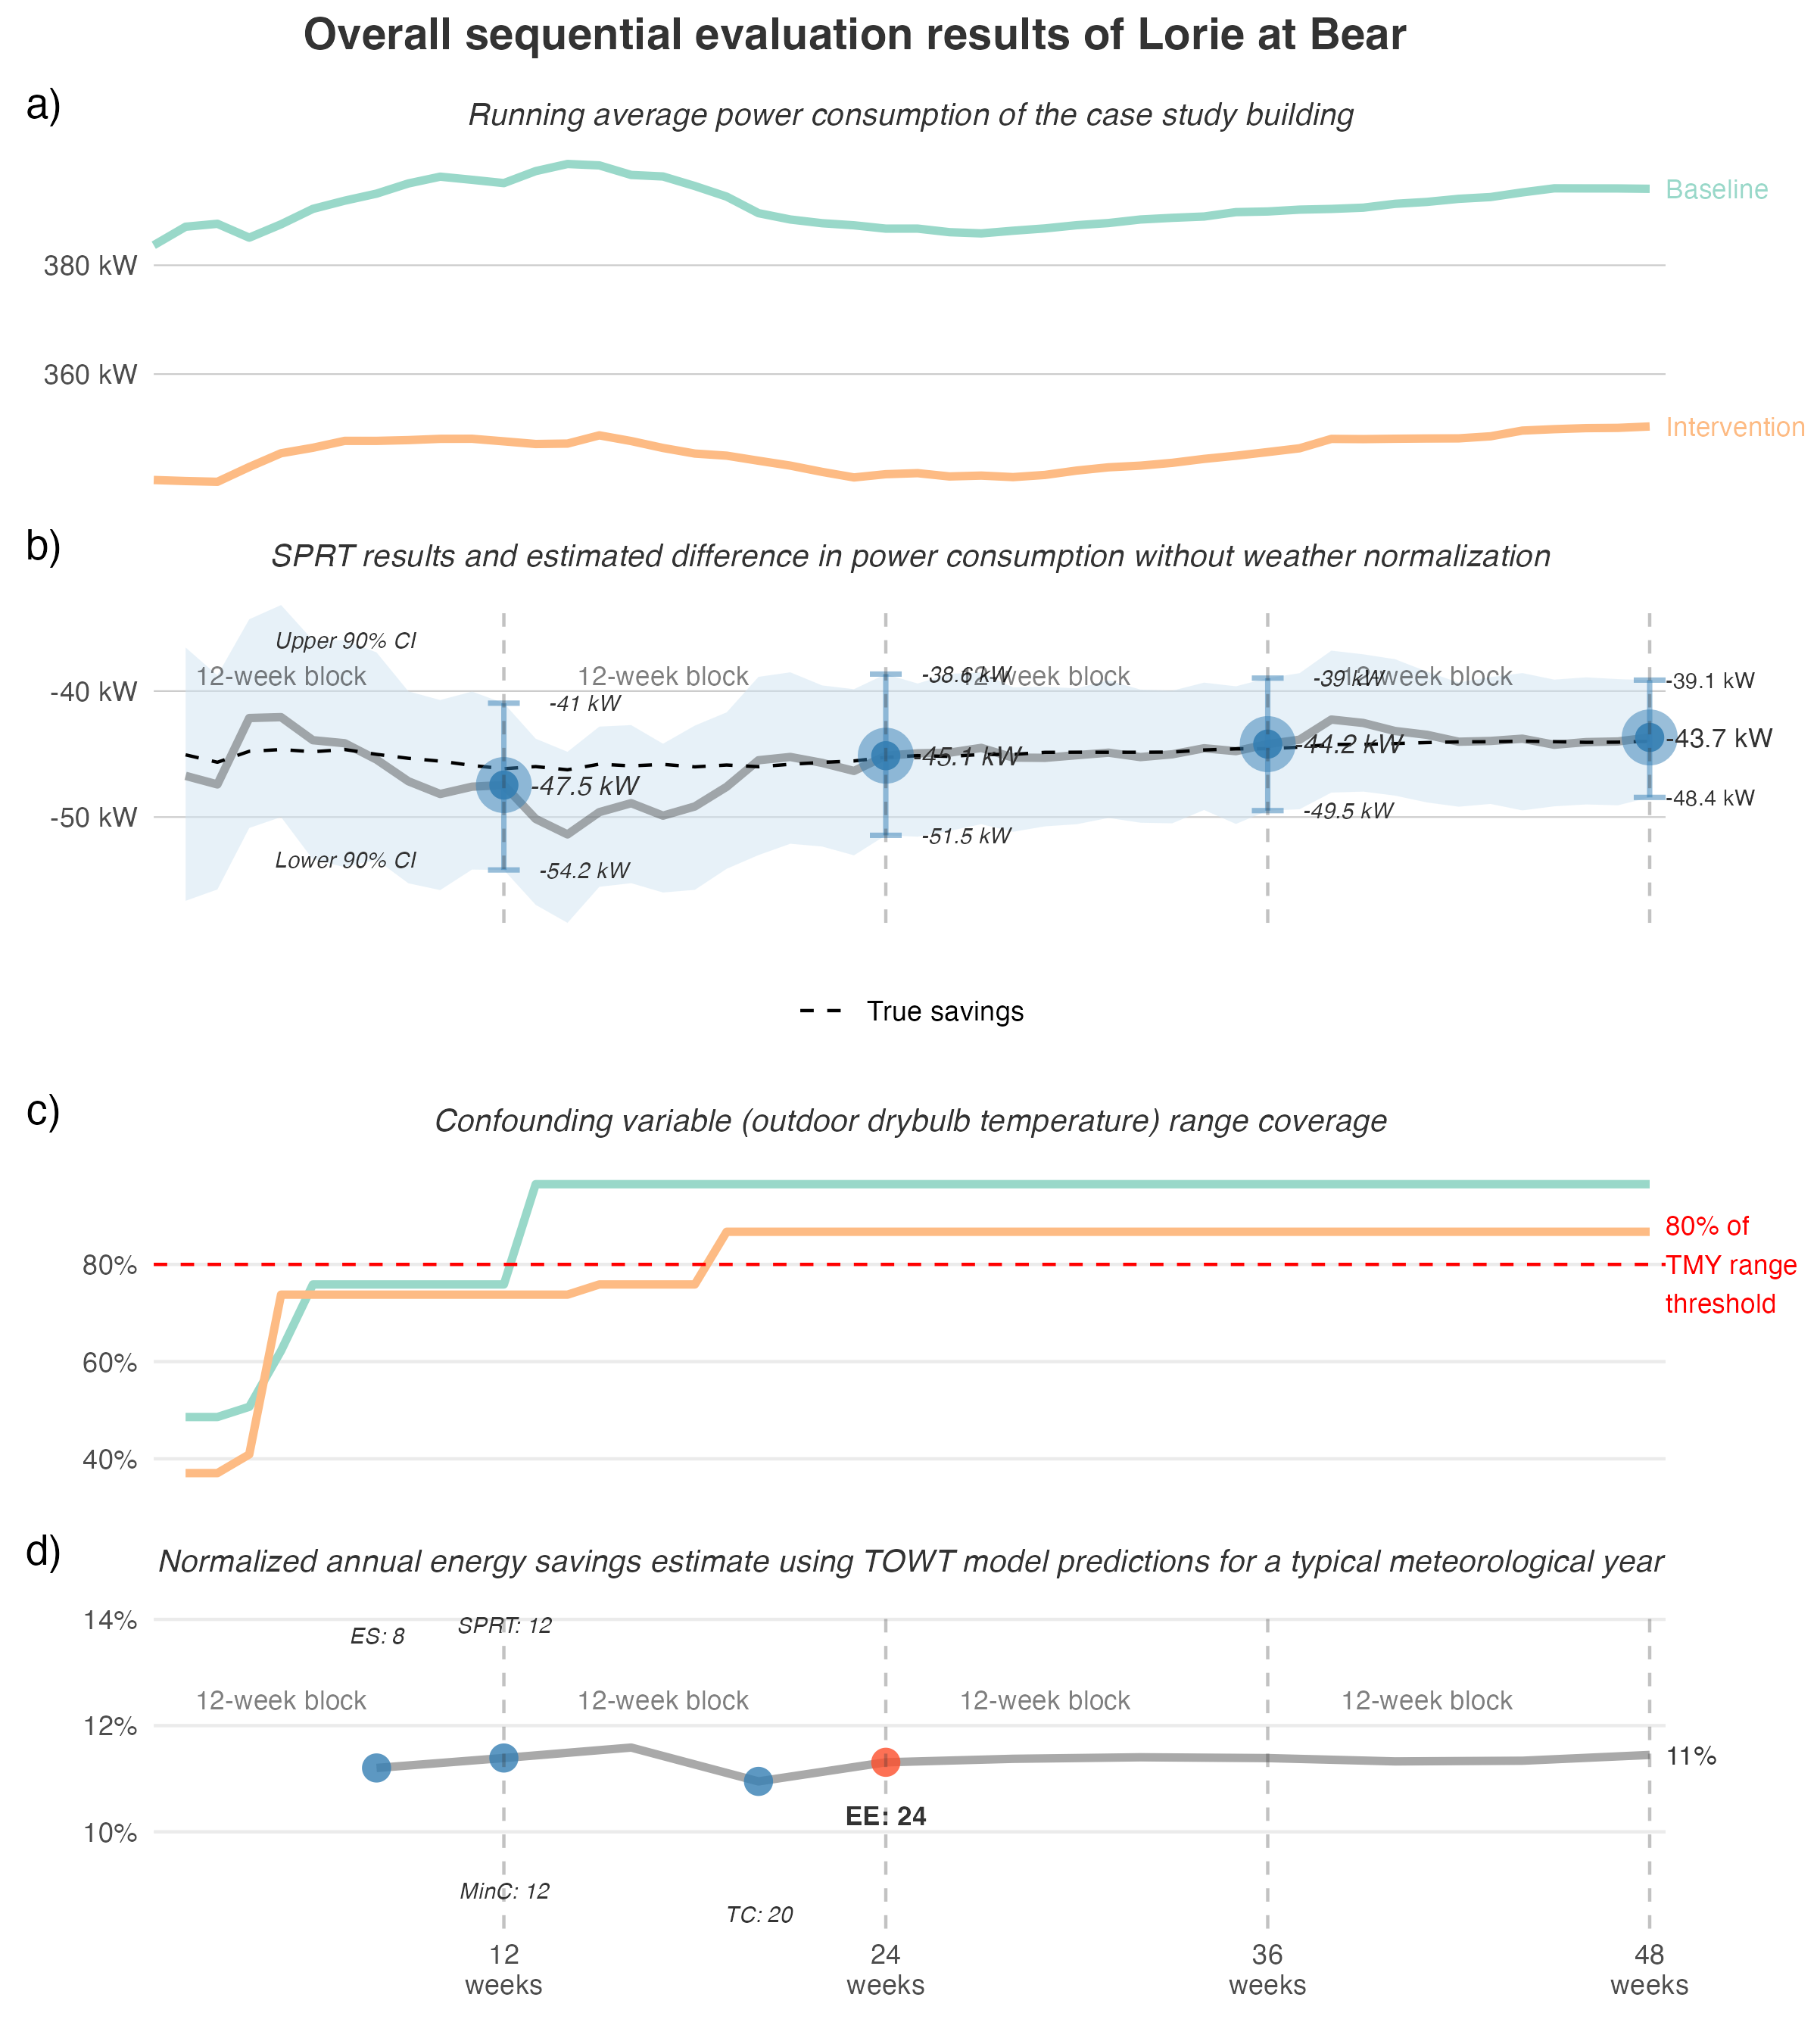 Overall sequential evaluation results of Lorie at Bear
a)
Running average power consumption of the case study building
Baseline
380 kW
360 kW
Intervention
b)
SPRT results and estimated difference in power consumption without weather normalization
Upper 90% CI
12-week block
12-week block
12-week block
12-week block
-38.6 kW
-39 kW
-39.1 kW
-40 kW
-41 kW
-47.5 kW
-45.1 kW
-44.2 kW
-43.7 kW
-50 kW
-48.4 kW
-49.5 kW
-51.5 kW
Lower 90% CI
-54.2 kW
True savings
c)
Confounding variable (outdoor drybulb temperature) range coverage
80% of
TMY range
threshold
80%
60%
40%
d)
Normalized annual energy savings estimate using TOWT model predictions for a typical meteorological year
14%
ES: 8
SPRT: 12
12-week block
12-week block
12-week block
12-week block
12%
11%
EE: 24
10%
MinC: 12
TC: 20
12
weeks
24
weeks
36
weeks
48
weeks